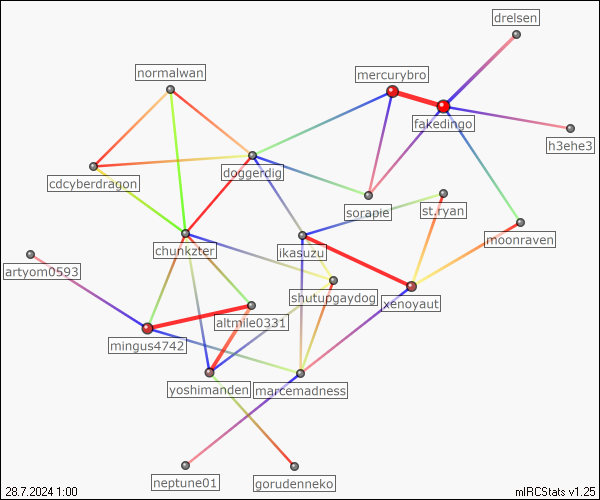 drelsen
normalwan
mercurybro
fakedingo
h3ehe3
doggerdig
cdcyberdragon
sorapie
st.ryan
moonraven
chunkzter
ikasuzu
artyom0593
shutupgaydog
xenoyaut
altmile0331
mingus4742
yoshimanden
marcemadness
neptune01
gorudenneko
28.7.2024 1:00
mIRCStats v1.25